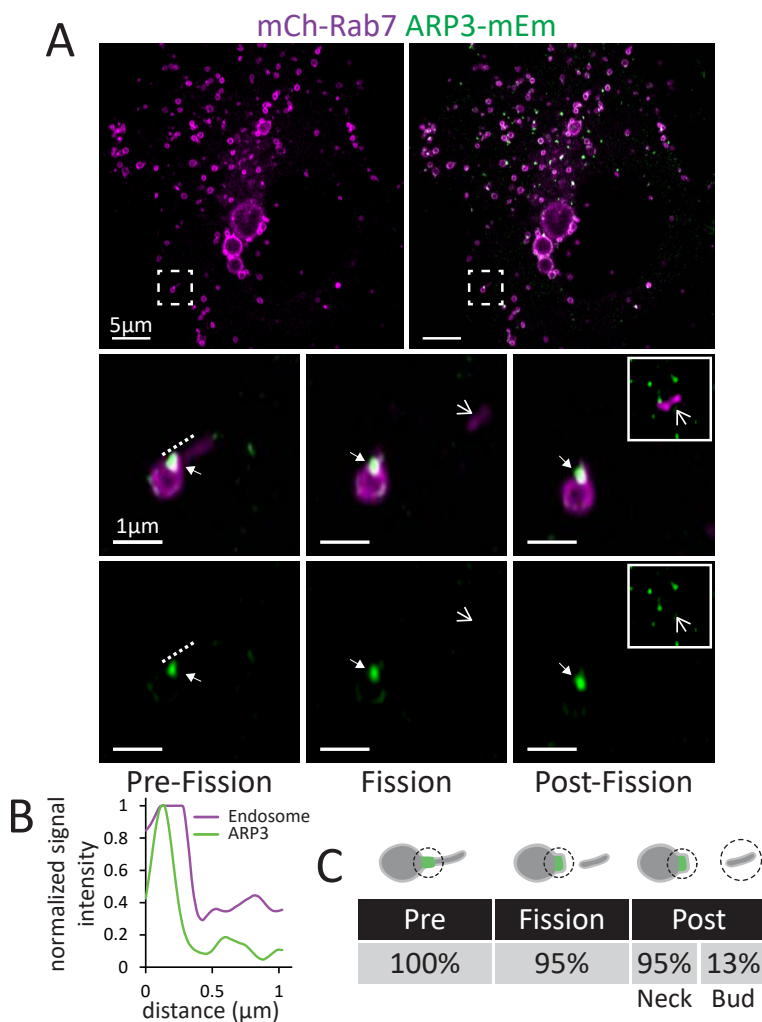 A
mCh-Rab7 ARP3-mEm
5µm
1µm
Pre-Fission Fission Post-Fission
B
normalized signal
intensity
1
0.8
0.6
0.4
0.2
0
Endosome
ARP3
0 0.5 1
distance (µm)
C
Pre Fission Post
100% 95% 95% 13%
Neck Bud